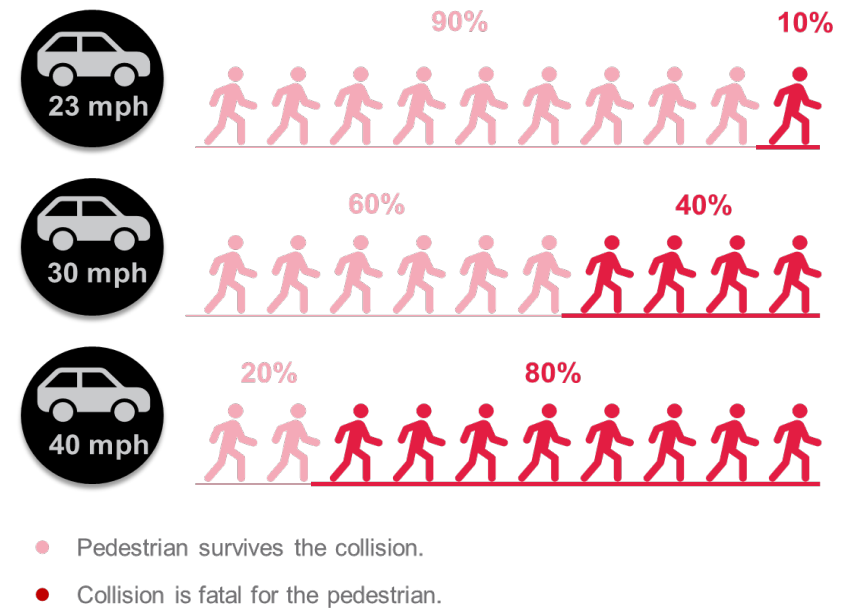 90% 10%
23 mph
60% 40%
30 mph
20% 80%
40 mph
Pedestrian survives the collision.
Collision is fatal for the pedestrian.